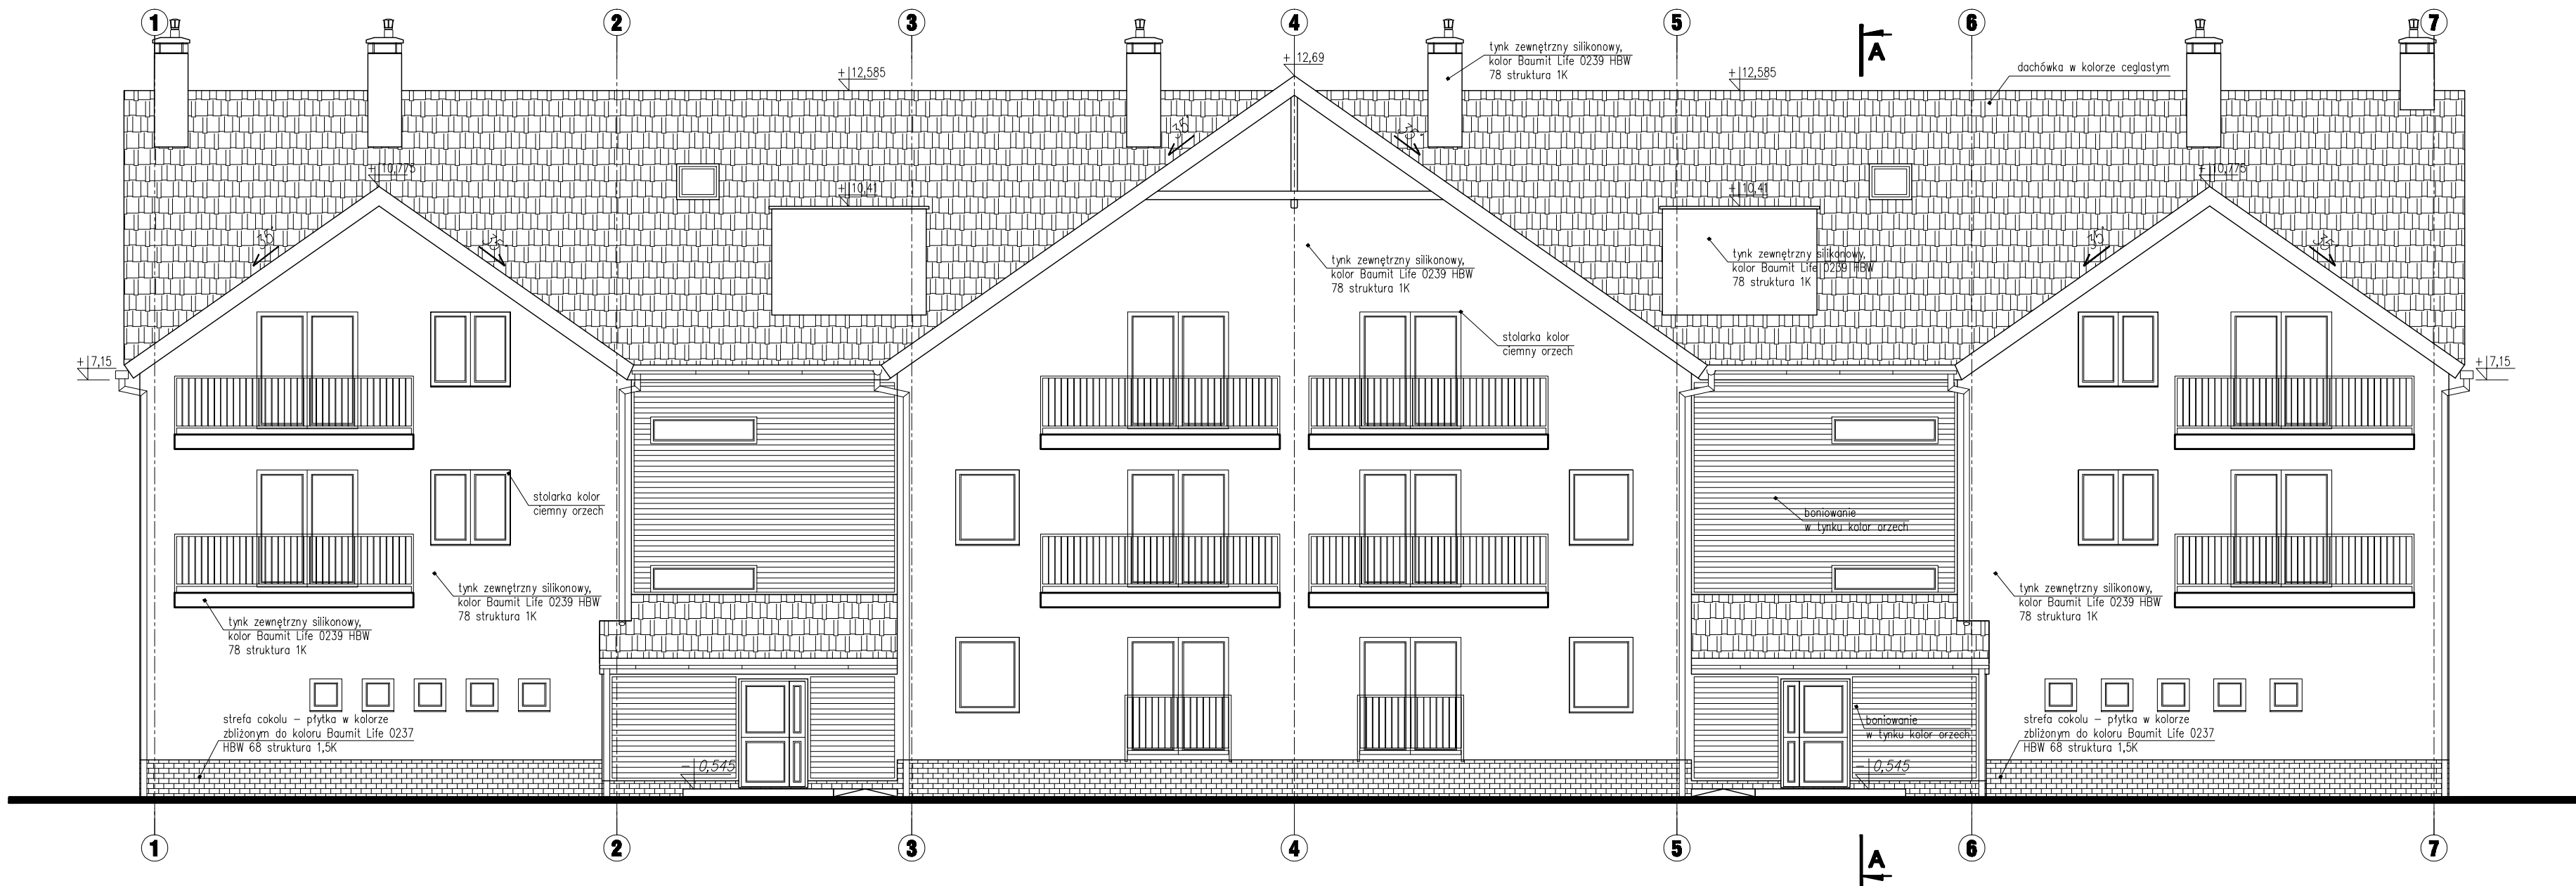 1
2
3
4
5
6
7
A
+12,585
+12,69
+12,585
tynk zewnętrzny silikonowy,
kolor Baumit Life 0239 HBW
78 struktura 1K
dachówka w kolorze ceglastym
35°
35°
+10,775
+10,41
+10,41
+10,775
35°
35°
35°
35°
tynk zewnętrzny silikonowy,
kolor Baumit Life 0239 HBW
78 struktura 1K
tynk zewnętrzny silikonowy,
kolor Baumit Life 0239 HBW
78 struktura 1K
stolarka kolor
ciemny orzech
+7,15
+7,15
stolarka kolor
ciemny orzech
boniowanie
w tynku kolor orzech
tynk zewnętrzny silikonowy,
kolor Baumit Life 0239 HBW
78 struktura 1K
tynk zewnętrzny silikonowy,
kolor Baumit Life 0239 HBW
78 struktura 1K
tynk zewnętrzny silikonowy,
kolor Baumit Life 0239 HBW
78 struktura 1K
strefa cokolu – płytka w kolorze
zbliżonym do koloru Baumit Life 0237
HBW 68 struktura 1,5K
boniowanie
w tynku kolor orzech
strefa cokolu – płytka w kolorze
zbliżonym do koloru Baumit Life 0237
HBW 68 struktura 1,5K
- 0,545
- 0,545
1
2
3
4
5
6
7
A